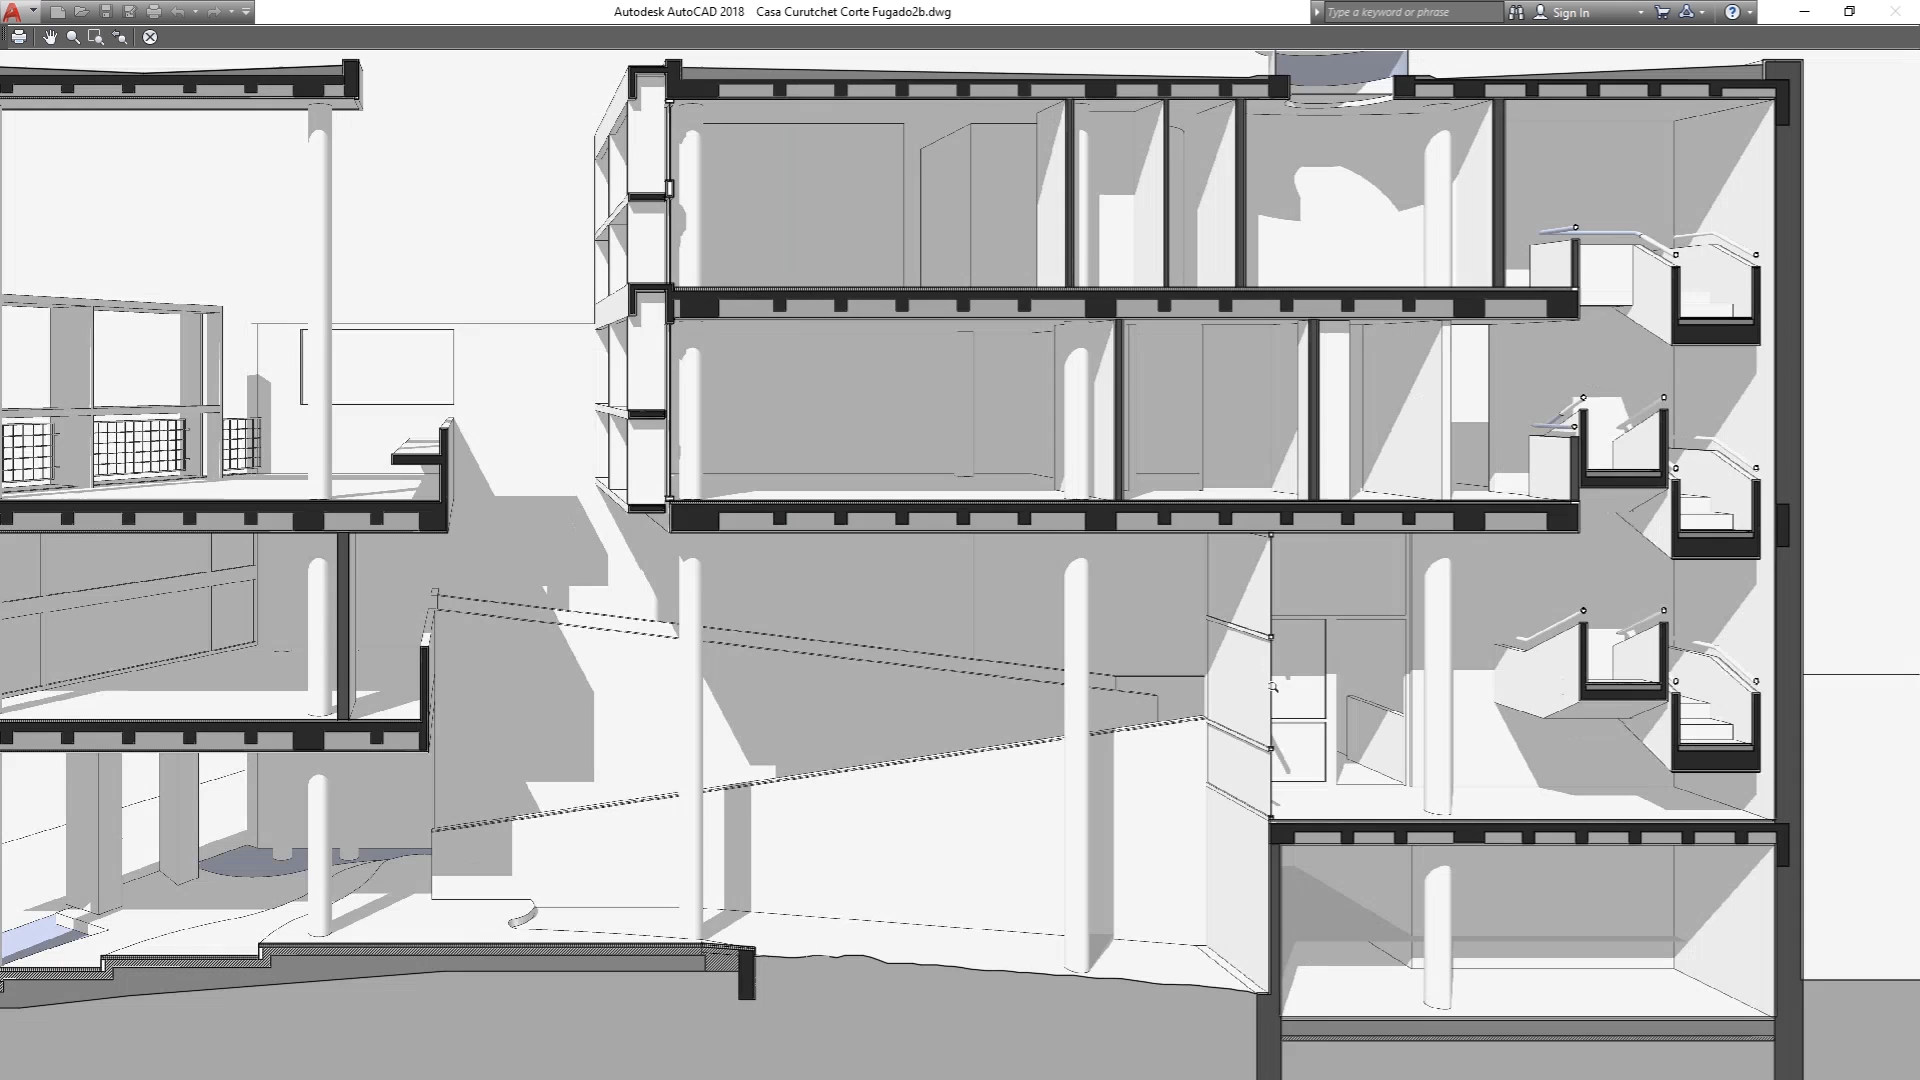 Autodesk AutoCAD 2018 Casa Curutchet Corte Fugado2b.dwg
Type a keyword or phrase
Sign In